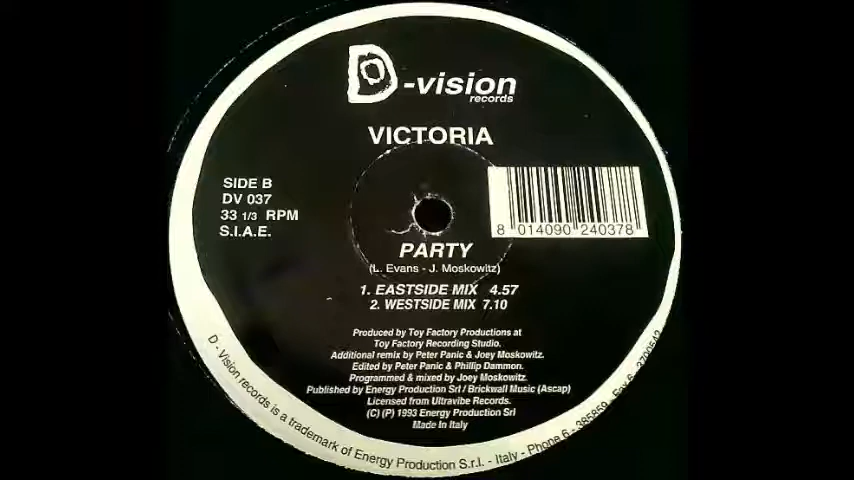 D-vision
records
VICTORIA
SIDE B
DV 037
33 1/3 RPM
S.I.A.E.
8 014090 240378
PARTY
(L. Evans - J. Moskowitz)
1. EASTSIDE MIX 4.57
2. WESTSIDE MIX 7.10
Produced by Toy Factory Productions at
Toy Factory Recording Studio.
Additional remix by Peter Panic & Joey Moskowitz.
Edited by Peter Panic & Phillip Dammon.
Programmed & mixed by Joey Moskowitz.
Published by Energy Production Srl / Brickwall Music (Ascap)
Licensed from Ultravibe Records.
(C) (P) 1993 Energy Production Srl
Made in Italy
D - Vision records is a trademark of Energy Production S.r.l. - Italy - Phone 6 - 385859 Fax 6